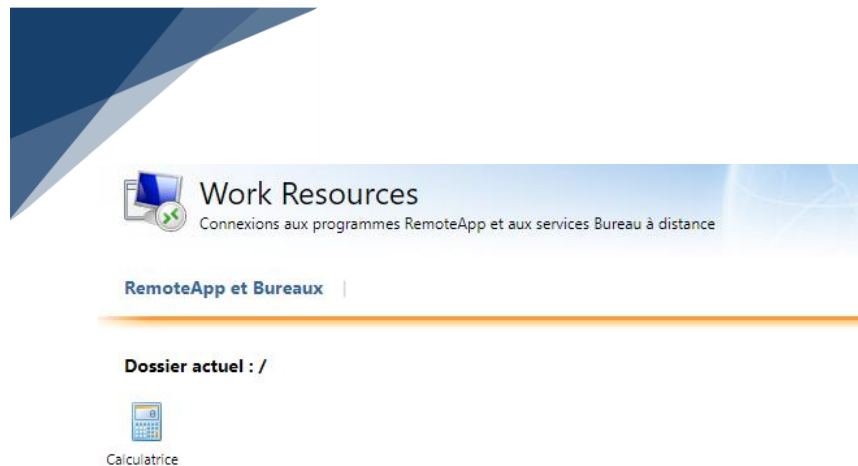 Work Resources
Connexions aux programmes RemoteApp et aux services Bureau à distance
RemoteApp et Bureaux |
Dossier actuel : /
Calculatrice